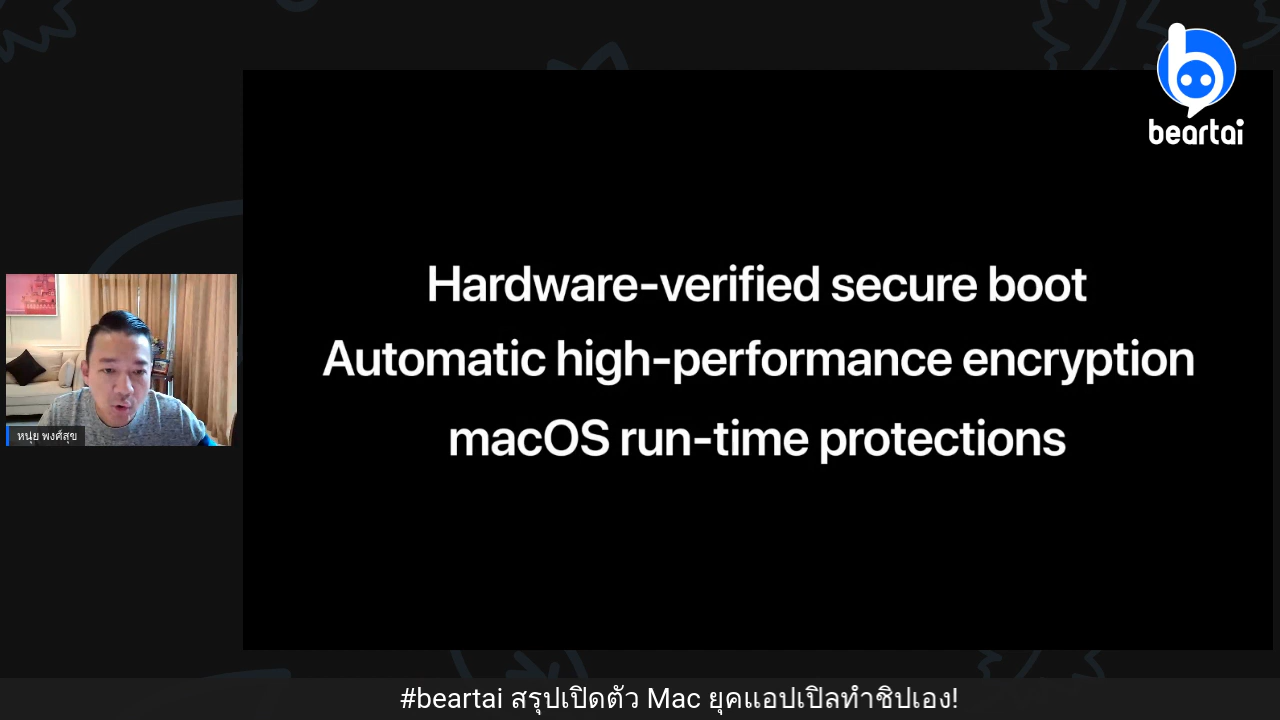 beartai
Hardware-verified secure boot
Automatic high-performance encryption
macOS run-time protections
หนุ่ย พงศ์สุข
#beartai สรุปเปิดตัว Mac ยุคแอปเปิลทำชิปเอง!